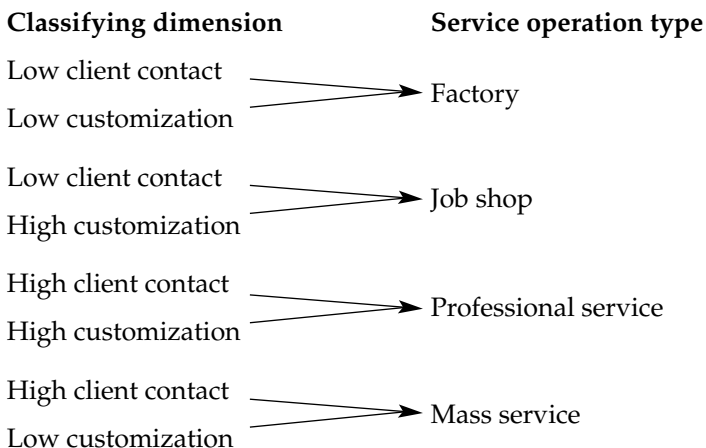 Classifying dimension Service operation type
Low client contact
Factory
Low customization
Low client contact
Job shop
High customization
High client contact
Professional service
High customization
High client contact
Mass service
Low customization